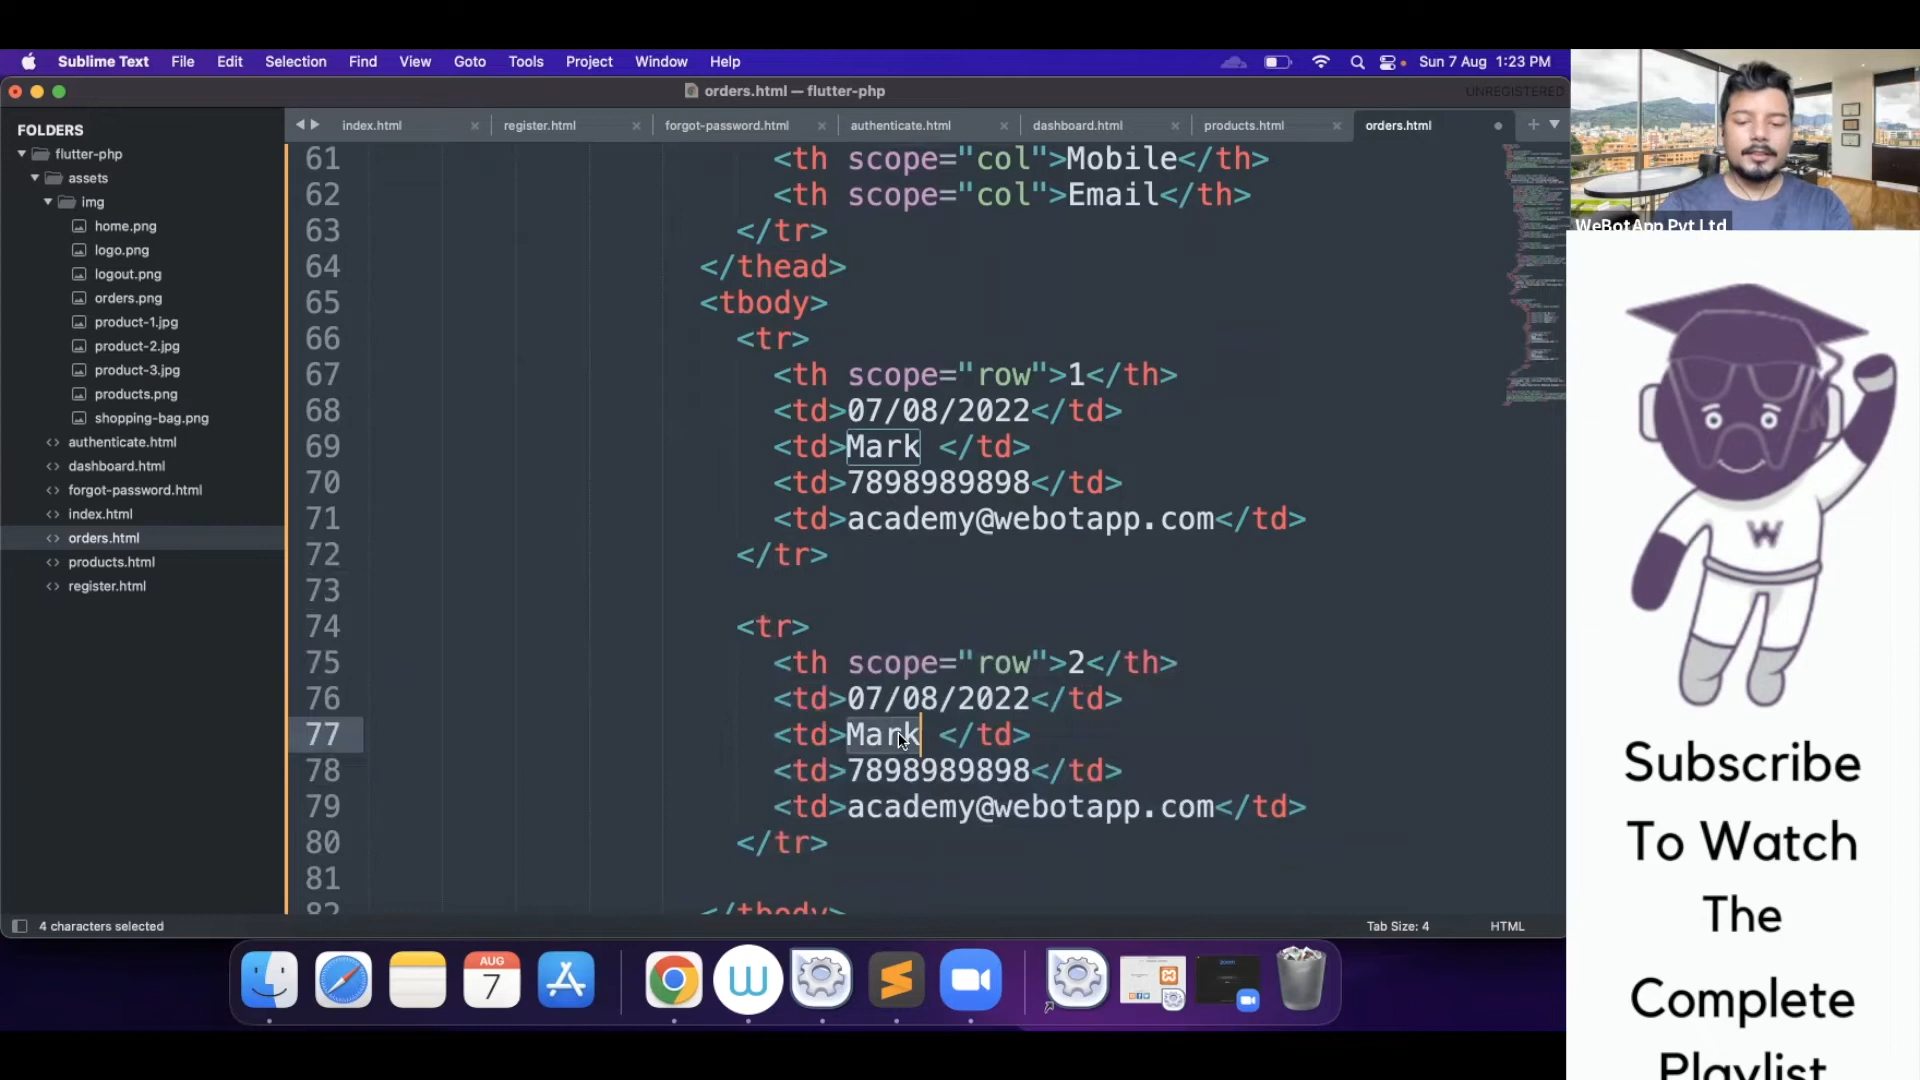 Sublime Text File Edit Selection Find View Goto Tools Project Window Help Sun 7 Aug 1:23 PM
orders.html — flutter-php UNREGISTERED
FOLDERS
flutter-php
assets
img
home.png
logo.png
logout.png
orders.png
product-1.jpg
product-2.jpg
product-3.jpg
products.png
shopping-bag.png
authenticate.html
dashboard.html
forgot-password.html
index.html
orders.html
products.html
register.html
index.html register.html forgot-password.html authenticate.html dashboard.html products.html orders.html
61 <th scope="col">Mobile</th>
62 <th scope="col">Email</th>
63 </tr>
64 </thead>
65 <tbody>
66 <tr>
67 <th scope="row">1</th>
68 <td>07/08/2022</td>
69 <td>Mark </td>
70 <td>7898989898</td>
71 <td>academy@webotapp.com</td>
72 </tr>
73
74 <tr>
75 <th scope="row">2</th>
76 <td>07/08/2022</td>
77 <td>Mark </td>
78 <td>7898989898</td>
79 <td>academy@webotapp.com</td>
80 </tr>
81
82 </tbody>
4 characters selected Tab Size: 4 HTML
AUG
7
WeBotApp Pvt Ltd
W
Subscribe
To Watch
The
Complete
Playlist